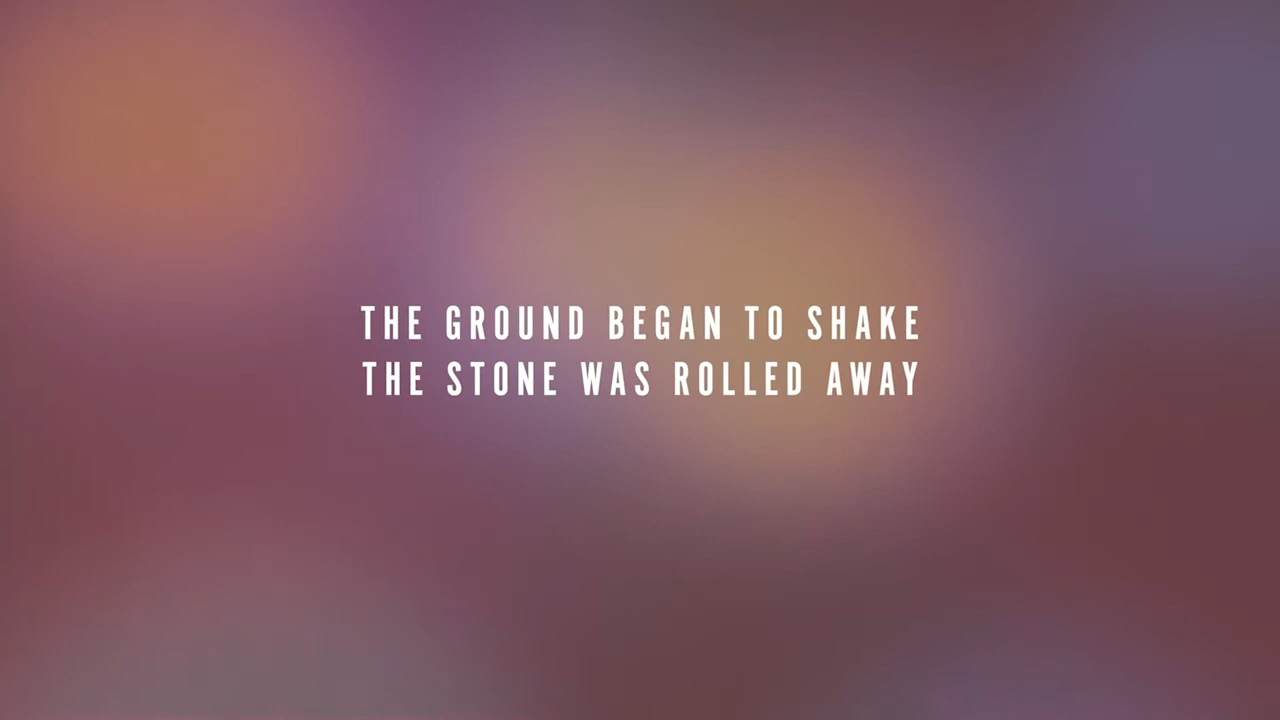 THE GROUND BEGAN TO SHAKE
THE STONE WAS ROLLED AWAY